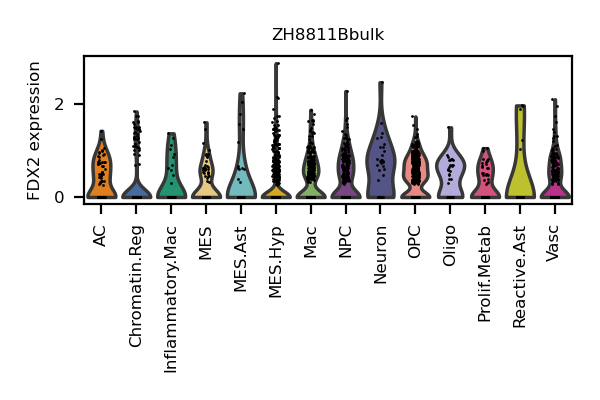 ZH8811Bbulk
FDX2 expression
2
0
AC
Chromatin.Reg
Inflammatory.Mac
MES
MES.Ast
MES.Hyp
Mac
NPC
Neuron
OPC
Oligo
Prolif.Metab
Reactive.Ast
Vasc